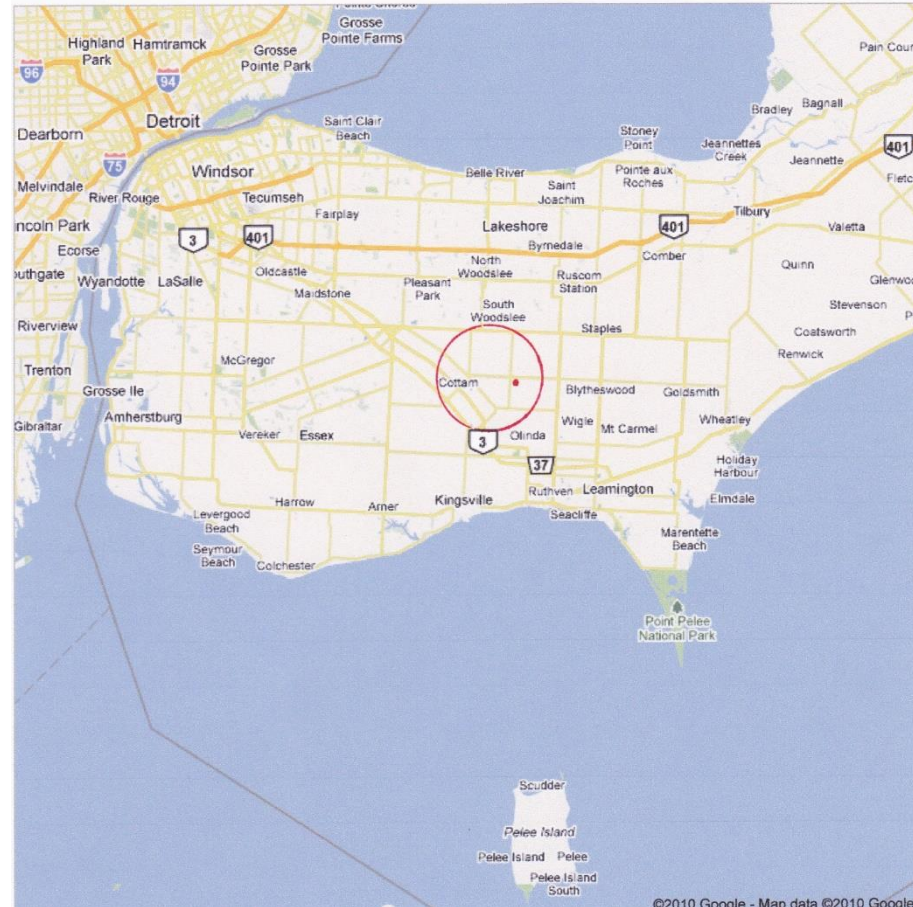 Grosse
Pointe Farms
Highland
Park
Hamtramck
Grosse
Pointe Park
96
94
Pain Cour
Detroit
Saint Clair
Beach
Stoney
Point
Bradley
Bagnall
Dearborn
75
Windsor
Jeannettes
Creek
401
Jeannette
Fletc
Melvindale
River Rouge
Tecumseh
Belle River
Saint
Joachim
Pointe aux
Roches
ncoln Park
Fairplay
Lakeshore
Tilbury
3
401
401
Valetta
Ecorse
Byrnedale
outhgate
Wyandotte
LaSalle
Oldcastle
North
Woodslee
Comber
Quinn
Maidstone
Pleasant
Park
Ruscom
Station
Glenwoo
South
Woodslee
Stevenson
Riverview
Staples
Coatsworth
Trenton
McGregor
Renwick
Cottam
Grosse Ile
Blytheswood
Goldsmith
Gibraltar
Amherstburg
Vereker
Essex
Olinda
Wigle
Mt Carmel
Wheatley
3
37
Holiday
Harbour
Ruthven
Leamington
Elmdale
Levergood
Beach
Harrow
Arner
Kingsville
Seacliffe
Marentette
Beach
Seymour
Beach
Colchester
Point Pelee
National Park
Scudder
Pelee Island
Pelee Island
Pelee
Pelee Island
South
©2010 Google - Map data ©2010 Google